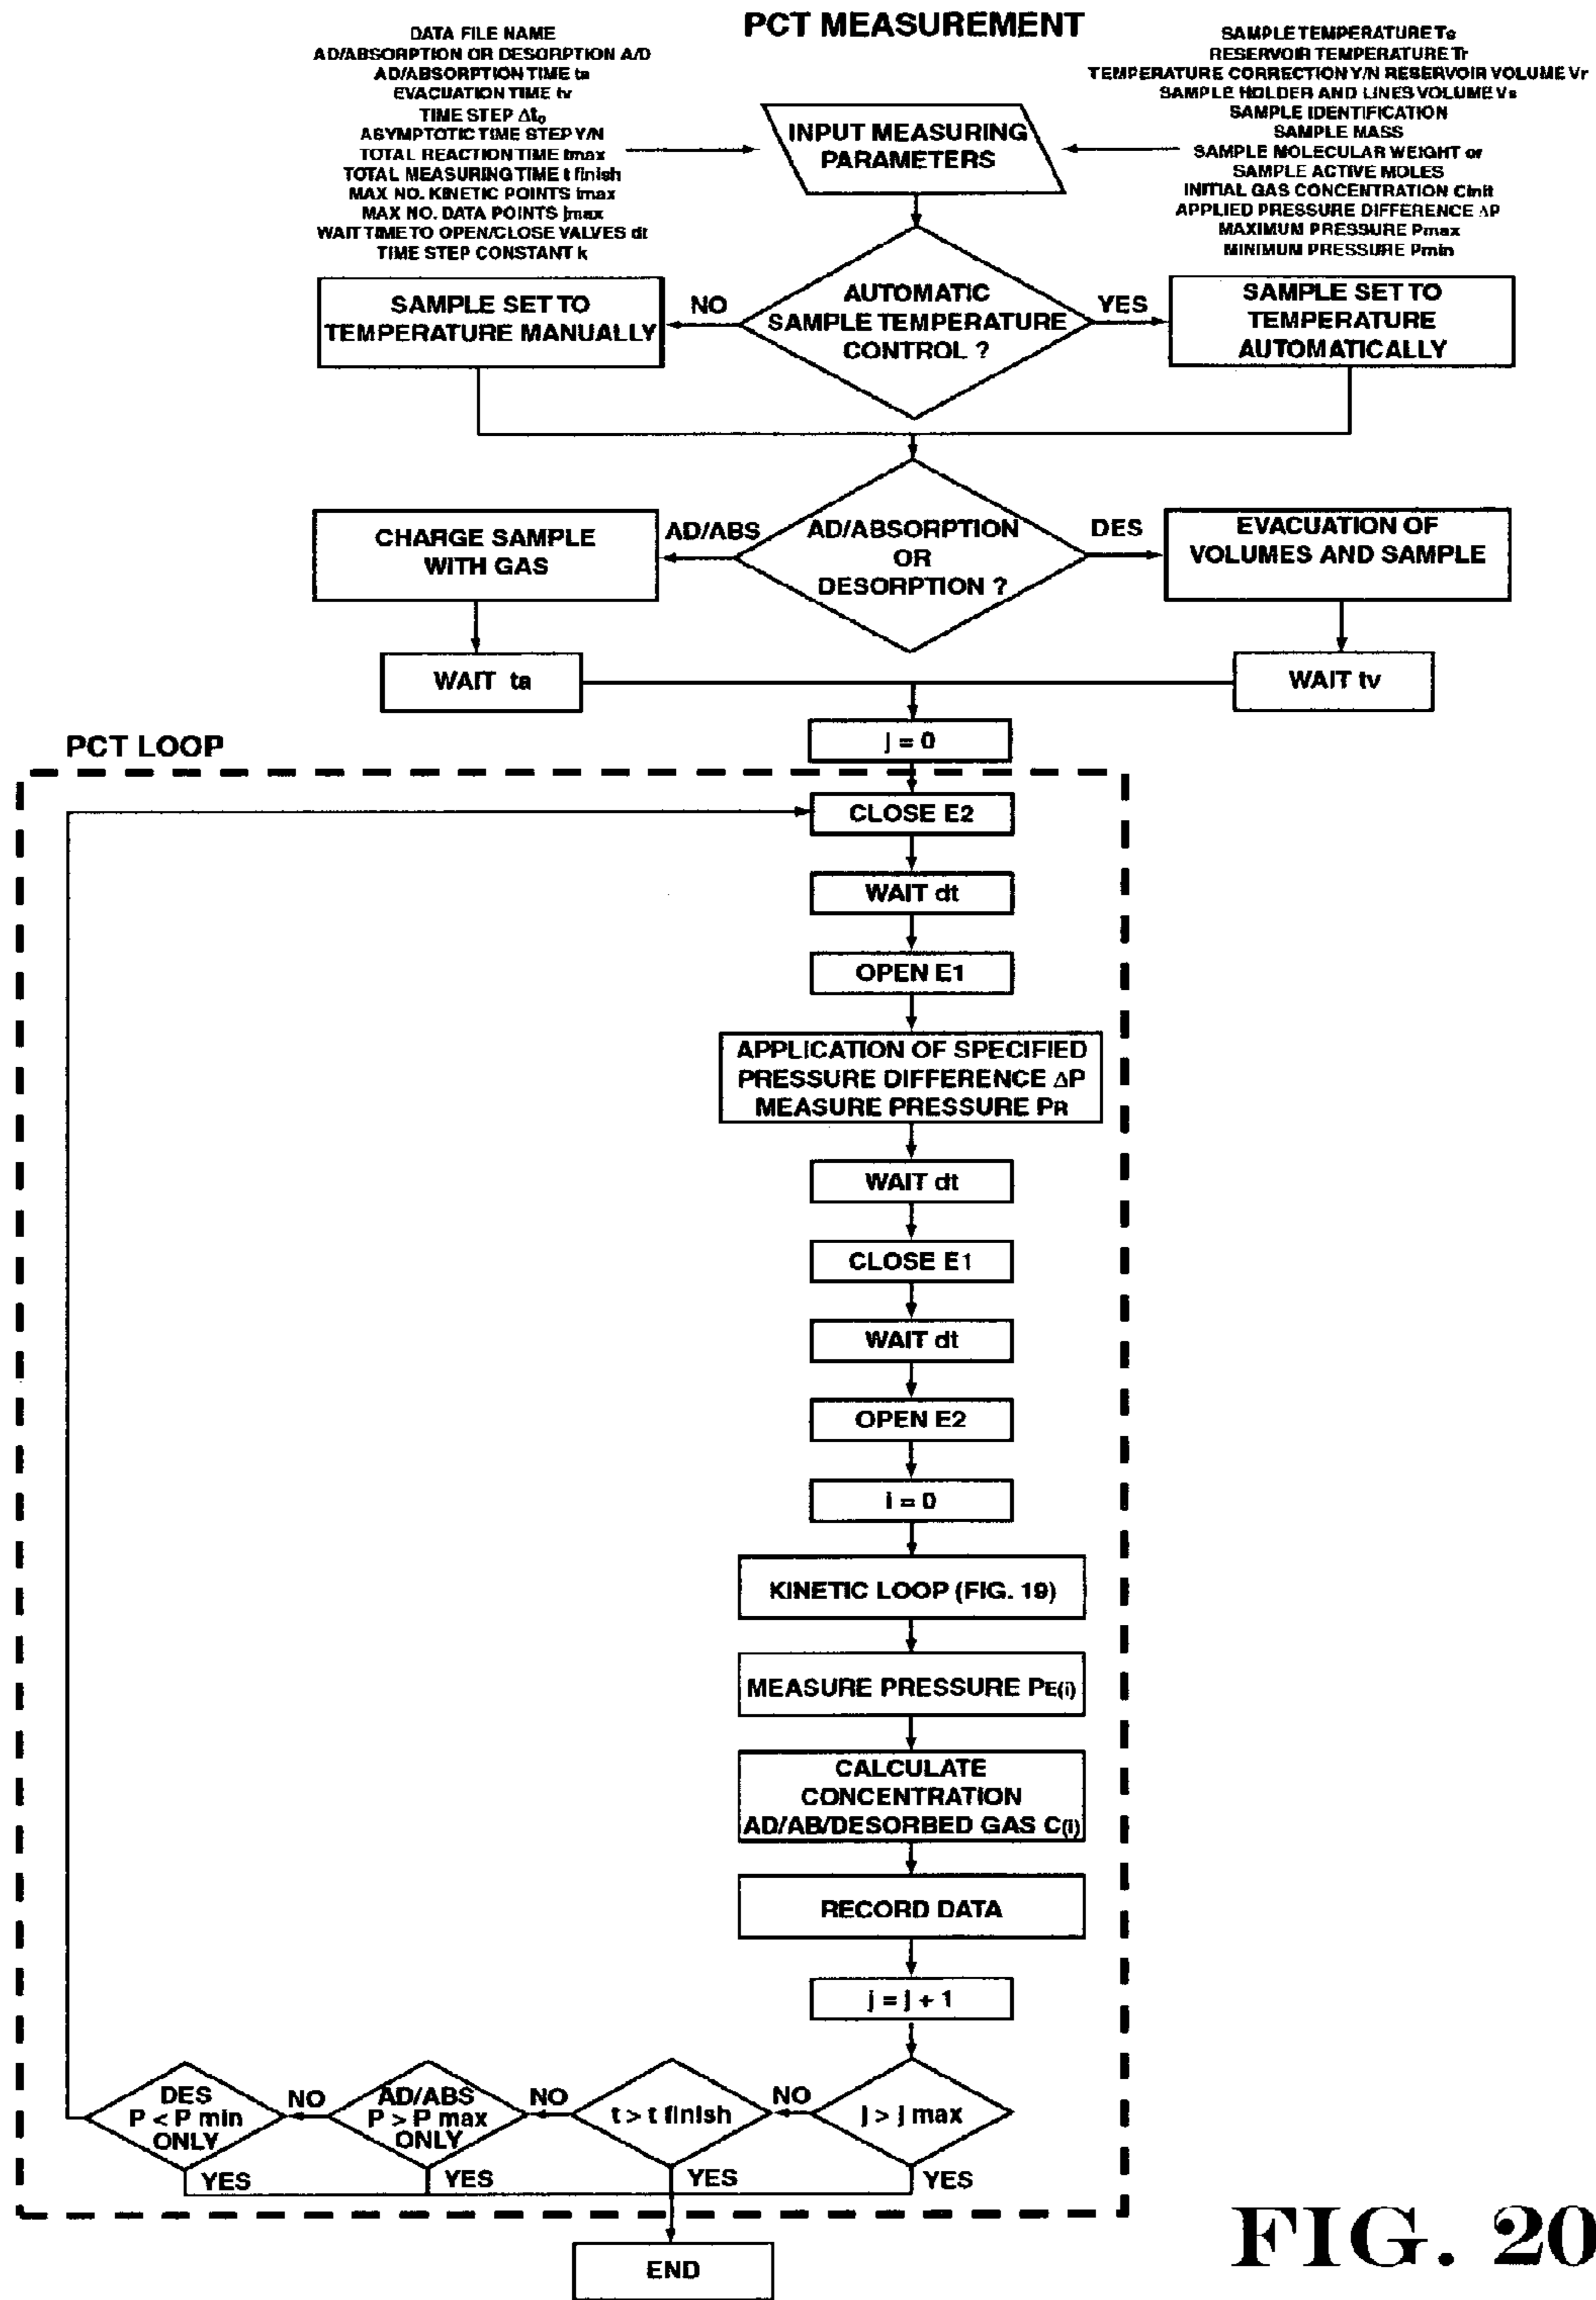 PCT MEASUREMENT
DATA FILE NAME
AD/ABSORPTION OR DESORPTION A/D
AD/ABSORPTION TIME ta
EVACUATION TIME tv
TIME STEP Δt₀
ASYMPTOTIC TIME STEP Y/N
TOTAL REACTION TIME tmax
TOTAL MEASURING TIME t finish
MAX NO. KINETIC POINTS imax
MAX NO. DATA POINTS jmax
WAIT TIME TO OPEN/CLOSE VALVES dt
TIME STEP CONSTANT k
SAMPLE TEMPERATURE Ts
RESERVOIR TEMPERATURE Tr
TEMPERATURE CORRECTION Y/N RESERVOIR VOLUME Vr
SAMPLE HOLDER AND LINES VOLUME Vs
SAMPLE IDENTIFICATION
SAMPLE MASS
SAMPLE MOLECULAR WEIGHT or
SAMPLE ACTIVE MOLES
INITIAL GAS CONCENTRATION Cinit
APPLIED PRESSURE DIFFERENCE ΔP
MAXIMUM PRESSURE Pmax
MINIMUM PRESSURE Pmin
INPUT MEASURING
PARAMETERS
SAMPLE SET TO
TEMPERATURE MANUALLY
NO
AUTOMATIC
SAMPLE TEMPERATURE
CONTROL ?
YES
SAMPLE SET TO
TEMPERATURE
AUTOMATICALLY
CHARGE SAMPLE
WITH GAS
AD/ABS
AD/ABSORPTION
OR
DESORPTION ?
DES
EVACUATION OF
VOLUMES AND SAMPLE
WAIT ta
WAIT tv
j = 0
PCT LOOP
CLOSE E2
WAIT dt
OPEN E1
APPLICATION OF SPECIFIED
PRESSURE DIFFERENCE ΔP
MEASURE PRESSURE PR
WAIT dt
CLOSE E1
WAIT dt
OPEN E2
i = 0
KINETIC LOOP (FIG. 19)
MEASURE PRESSURE PE(i)
CALCULATE
CONCENTRATION
AD/AB/DESORBED GAS C(i)
RECORD DATA
j = j + 1
DES
P < P min
ONLY
NO
AD/ABS
P > P max
ONLY
NO
t > t finish
NO
j > j max
YES
YES
YES
YES
END
FIG. 20